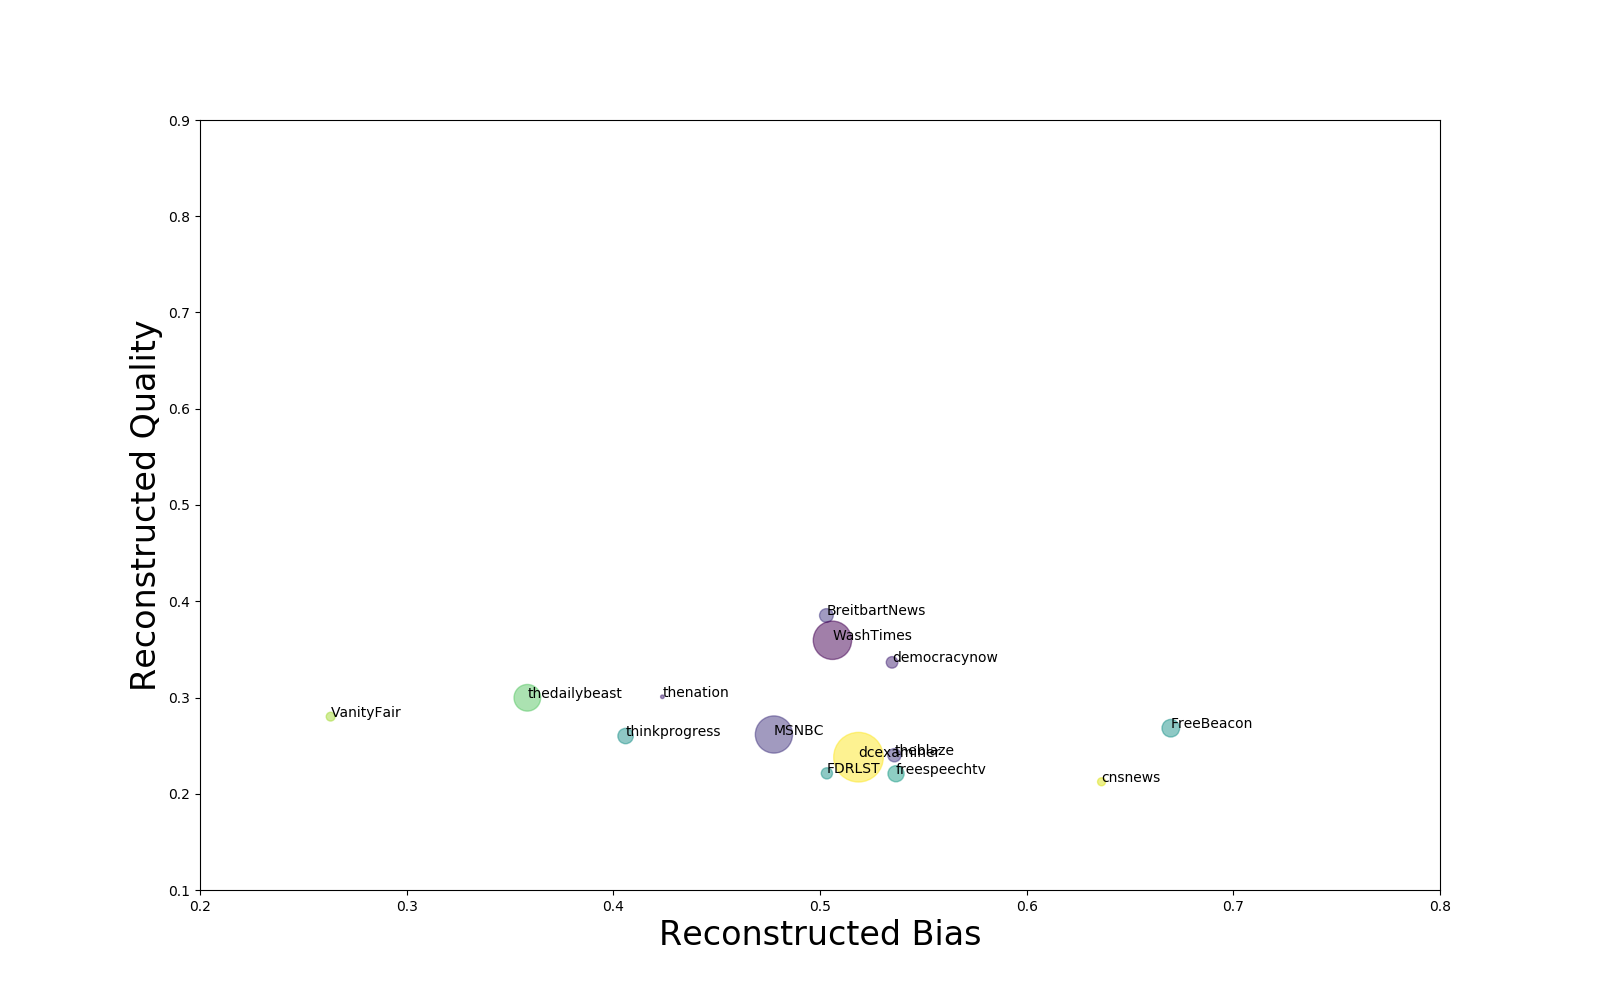 0.9
0.8
0.7
0.6
0.5
0.4
0.3
0.2
0.1
Reconstructed Quality
BreitbartNews
WashTimes
democracynow
thenation
thedailybeast
VanityFair
FreeBeacon
MSNBC
thinkprogress
theblaze
dcexaminer
FDRLST
freespeechtv
cnsnews
0.2 0.3 0.4 0.5 0.6 0.7 0.8
Reconstructed Bias